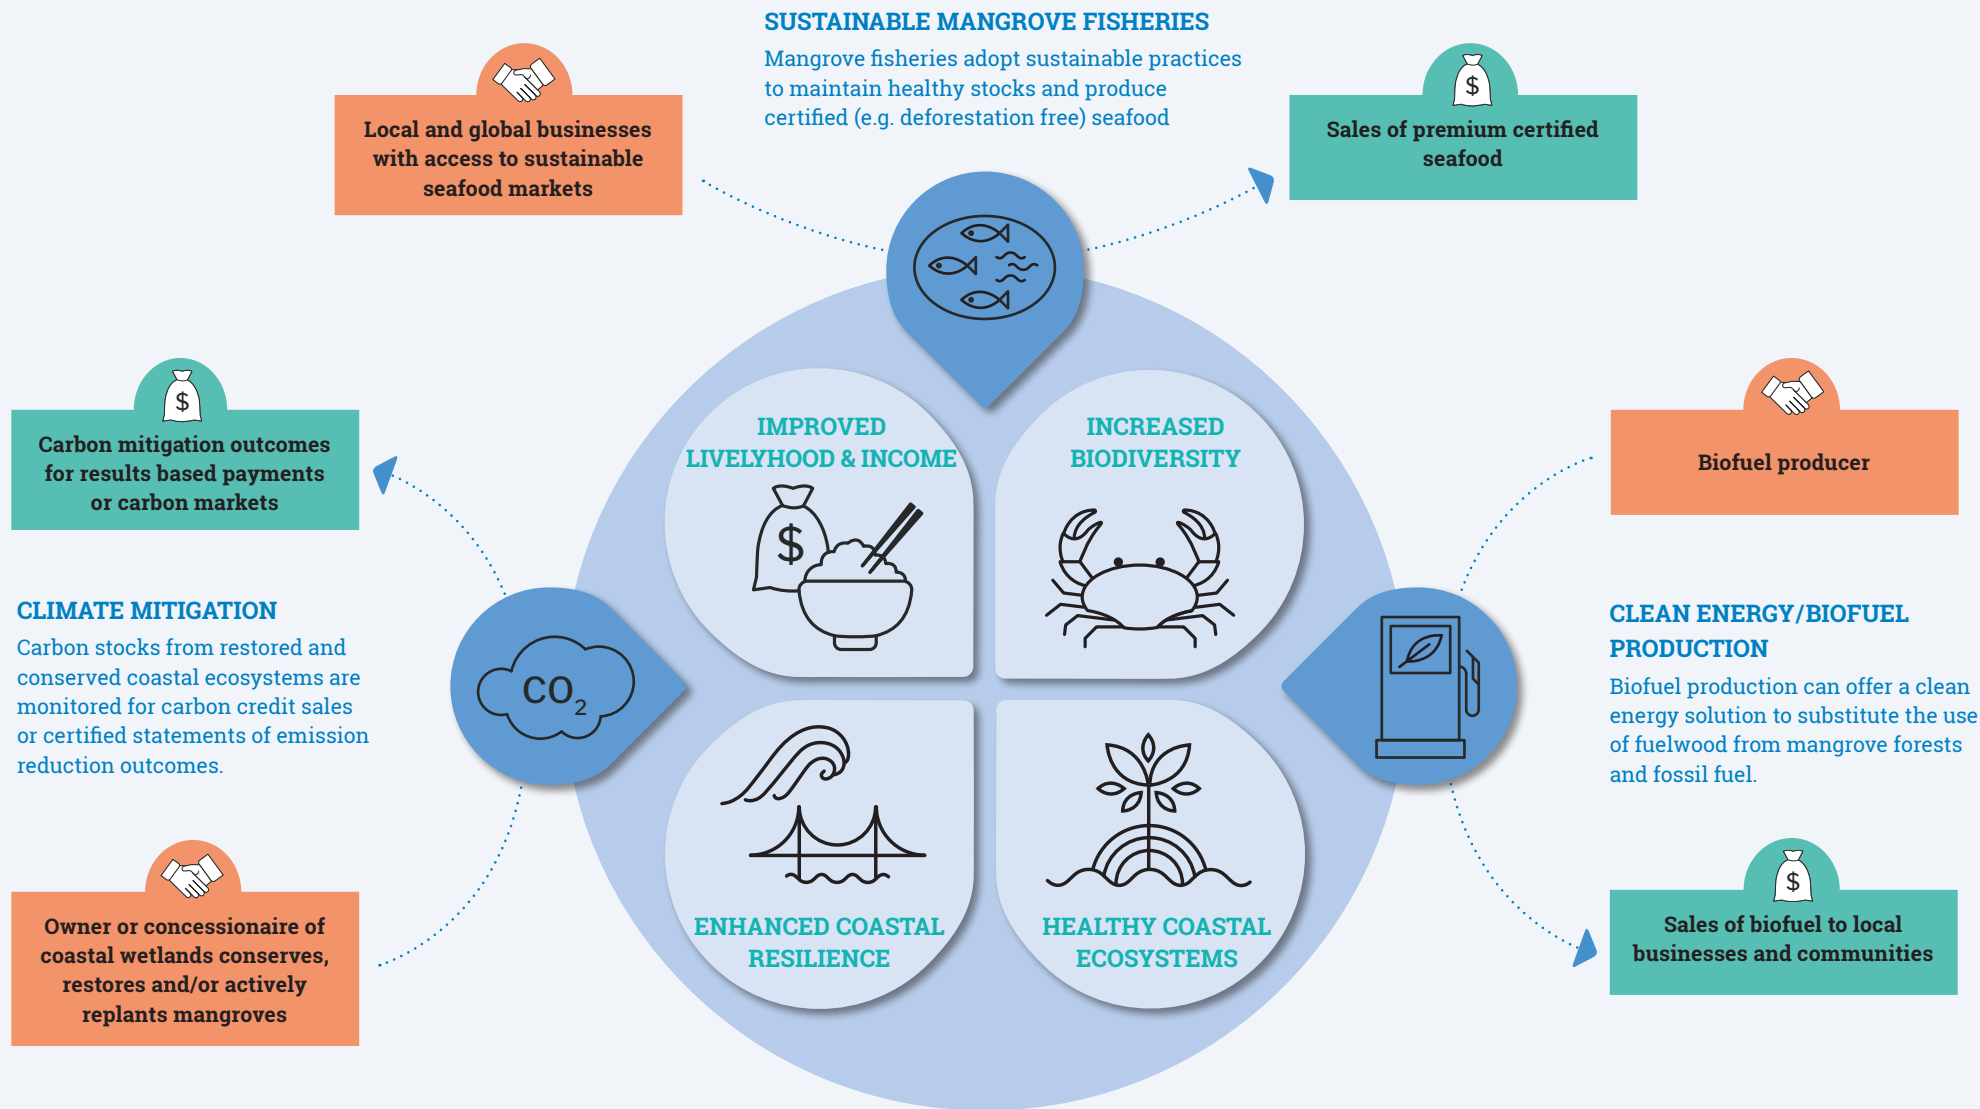 SUSTAINABLE MANGROVE FISHERIES
Mangrove fisheries adopt sustainable practices
to maintain healthy stocks and produce
certified (e.g. deforestation free) seafood
Local and global businesses
with access to sustainable
seafood markets
$
Sales of premium certified
seafood
$
Carbon mitigation outcomes
for results based payments
or carbon markets
CLIMATE MITIGATION
Carbon stocks from restored and
conserved coastal ecosystems are
monitored for carbon credit sales
or certified statements of emission
reduction outcomes.
Owner or concessionaire of
coastal wetlands conserves,
restores and/or actively
replants mangroves
CO2
IMPROVED
LIVELYHOOD & INCOME
$
INCREASED
BIODIVERSITY
ENHANCED COASTAL
RESILIENCE
HEALTHY COASTAL
ECOSYSTEMS
Biofuel producer
CLEAN ENERGY/BIOFUEL
PRODUCTION
Biofuel production can offer a clean
energy solution to substitute the use
of fuelwood from mangrove forests
and fossil fuel.
$
Sales of biofuel to local
businesses and communities